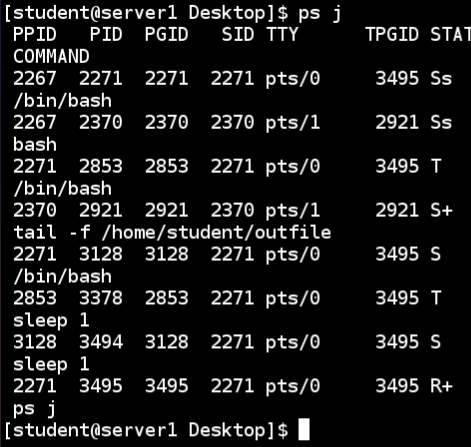 [student@server1 Desktop]$ ps j
 PPID   PID  PGID   SID TTY      TPGID STAT
COMMAND
 2267  2271  2271  2271 pts/0     3495 Ss
/bin/bash
 2267  2370  2370  2370 pts/1     2921 Ss
bash
 2271  2853  2853  2271 pts/0     3495 T
/bin/bash
 2370  2921  2921  2370 pts/1     2921 S+
tail -f /home/student/outfile
 2271  3128  3128  2271 pts/0     3495 S
/bin/bash
 2853  3378  2853  2271 pts/0     3495 T
sleep 1
 3128  3494  3128  2271 pts/0     3495 S
sleep 1
 2271  3495  3495  2271 pts/0     3495 R+
 ps j
[student@server1 Desktop]$